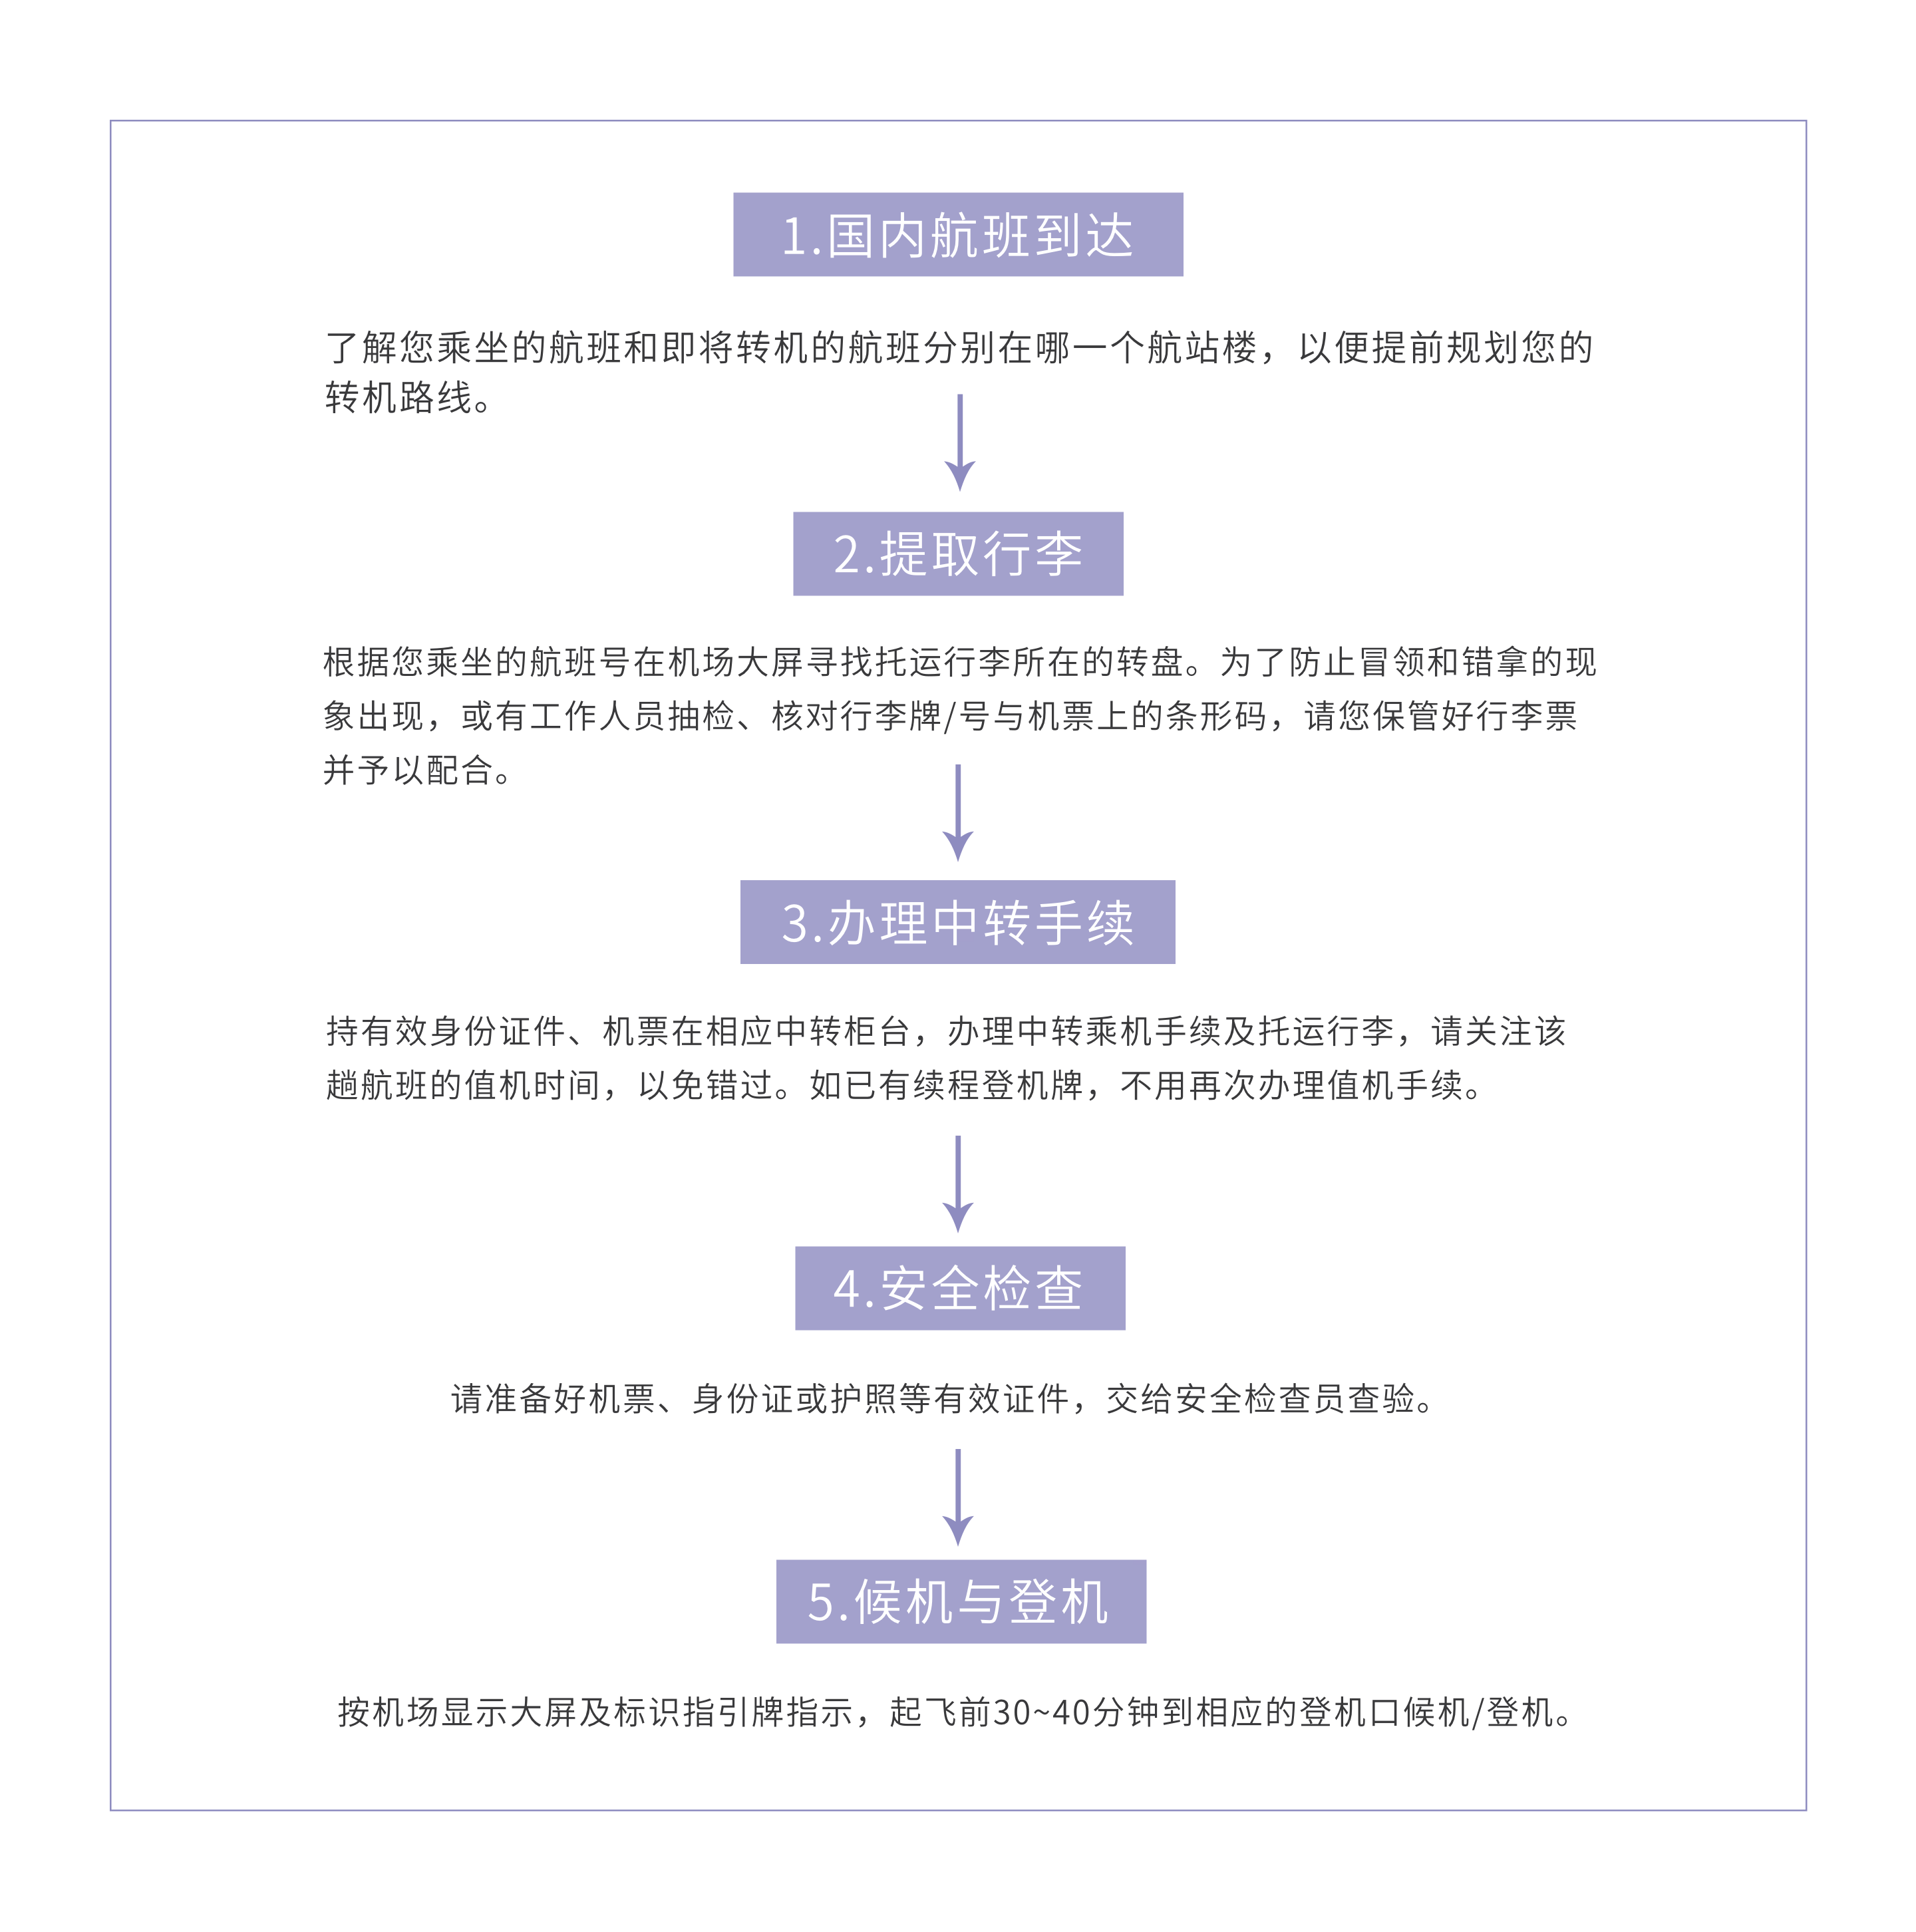 1.国内航班到达
了解您乘坐的航班和即将转机的航班分别在哪一个航站楼，以便提前规划您的
转机路线。
2.提取行李
根据您乘坐的航班号在机场大屏寻找托运行李所在的转盘。为了防止冒领和错拿的现
象出现，或有工作人员抽检、核对行李牌/号与机票上的条形码，请您保管好行李票
并予以配合。
3.办理中转手续
持有效身份证件、机票在相应中转柜台，办理中转乘机手续及托运行李，请关注该
趟航班的值机时间，以免错过。如已有续程登机牌，不用再次办理值机手续。
4.安全检查
请准备好机票、身份证或护照等有效证件，交给安全检查员查验。
5.候机与登机
按机场显示大屏及标识指引牌指示，起飞前30~40分钟到相应的登机口候机/登机。